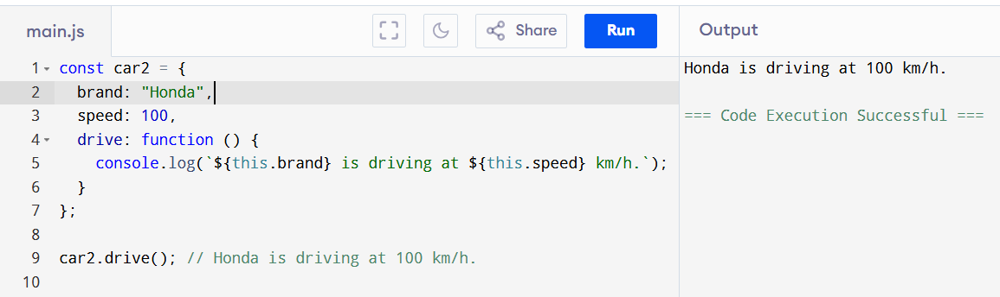 main.js
Share
Run
Output
1 const car2 = {
2   brand: "Honda",
3   speed: 100,
4   drive: function () {
5     console.log(`${this.brand} is driving at ${this.speed} km/h.`);
6   }
7 };
8
9 car2.drive(); // Honda is driving at 100 km/h.
10
Honda is driving at 100 km/h.
=== Code Execution Successful ===